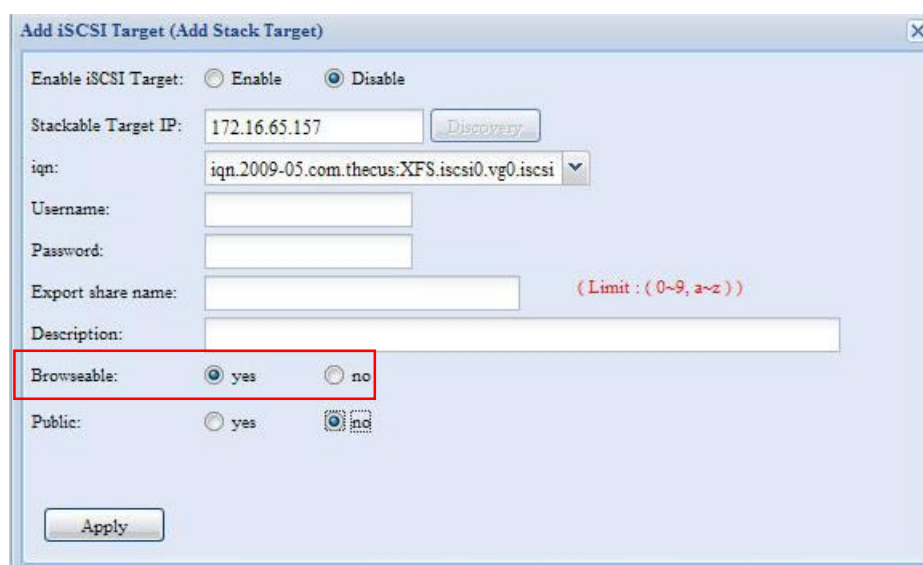 Add iSCSI Target (Add Stack Target)
Enable iSCSI Target: Enable Disable
Stackable Target IP: 172.16.65.157 Discovery
iqn: iqn.2009-05.com.thecus:XFS.iscsi0.vg0.iscsi
Username:
Password:
Export share name: ( Limit : ( 0~9, a~z ) )
Description:
Browseable: yes no
Public: yes no
Apply